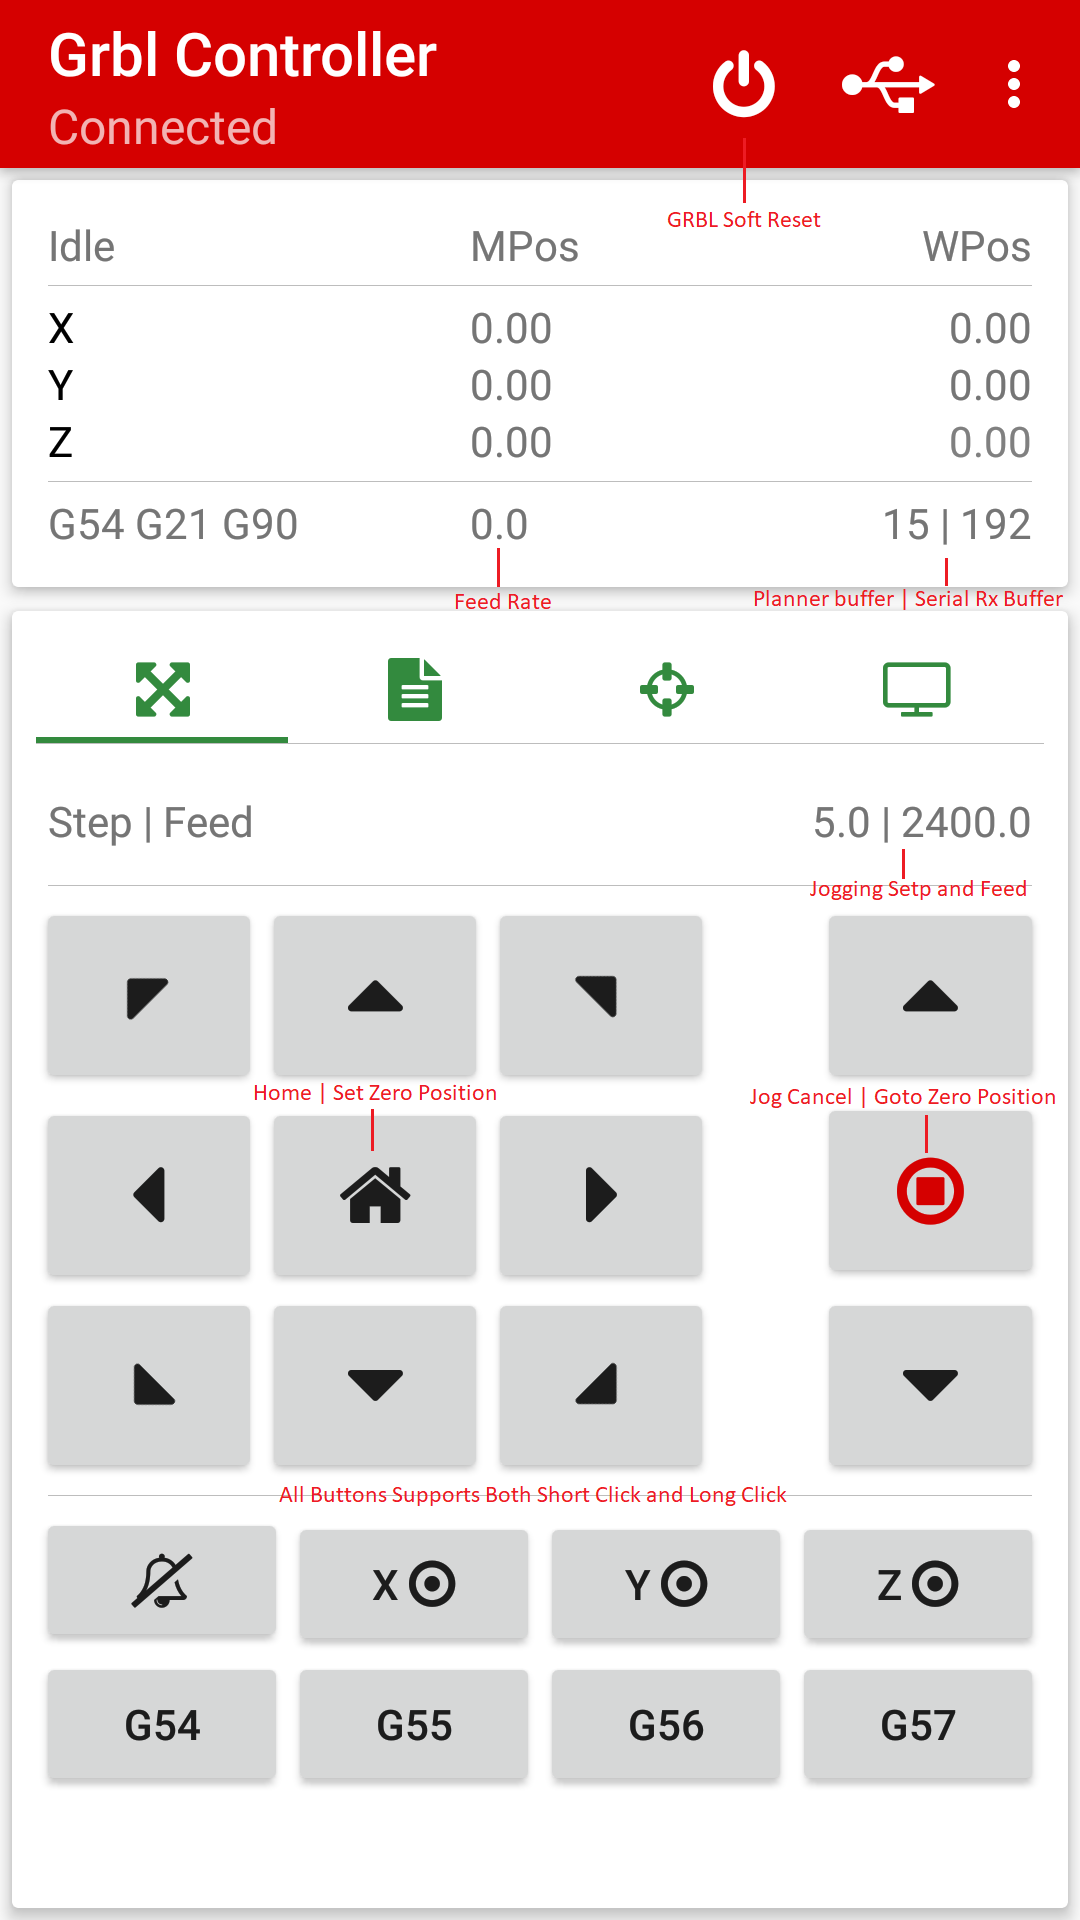 Grbl Controller
Connected
GRBL Soft Reset
Idle MPos WPos
X 0.00 0.00
Y 0.00 0.00
Z 0.00 0.00
G54 G21 G90 0.0 15 | 192
Feed Rate Planner buffer | Serial Rx Buffer
Step | Feed 5.0 | 2400.0
Jogging Setp and Feed
Home | Set Zero Position Jog Cancel | Goto Zero Position
All Buttons Supports Both Short Click and Long Click
X Y Z
G54 G55 G56 G57